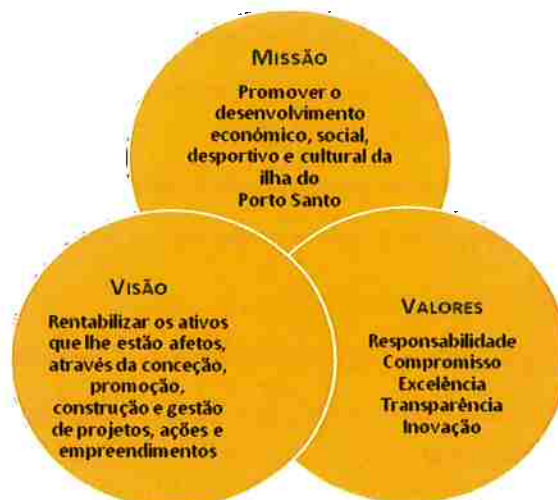 MISSÃO
Promover o
desenvolvimento
económico, social,
desportivo e cultural da
ilha do
Porto Santo
VISÃO
Rentabilizar os ativos
que lhe estão afetos,
através da conceção,
promoção,
construção e gestão
de projetos, ações e
empreendimentos
VALORES
Responsabilidade
Compromisso
Excelência
Transparência
Inovação